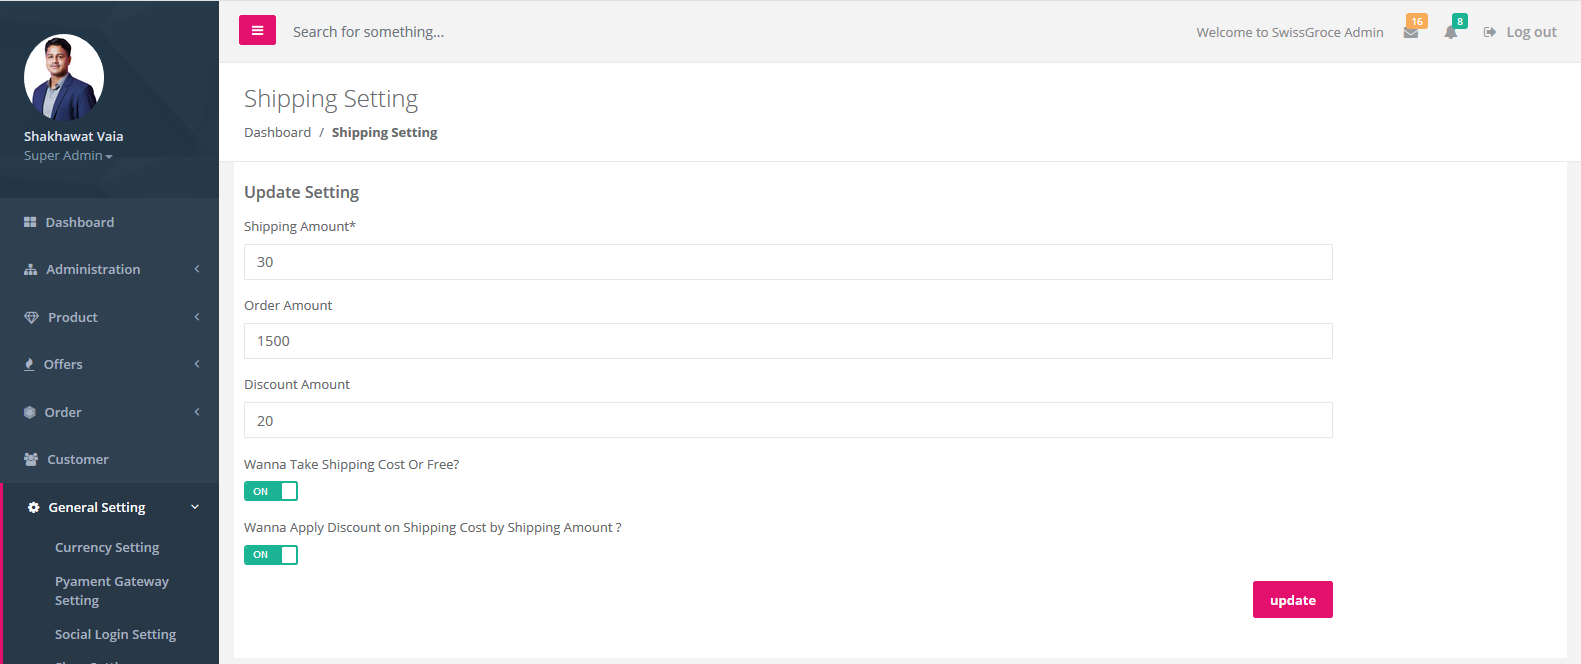 Shakhawat Vaia
Super Admin
Dashboard
Administration
Product
Offers
Order
Customer
General Setting
Currency Setting
Pyament Gateway
Setting
Social Login Setting
Search for something...
Welcome to SwissGroce Admin
16
8
Log out
Shipping Setting
Dashboard / Shipping Setting
Update Setting
Shipping Amount*
30
Order Amount
1500
Discount Amount
20
Wanna Take Shipping Cost Or Free?
ON
Wanna Apply Discount on Shipping Cost by Shipping Amount ?
ON
update